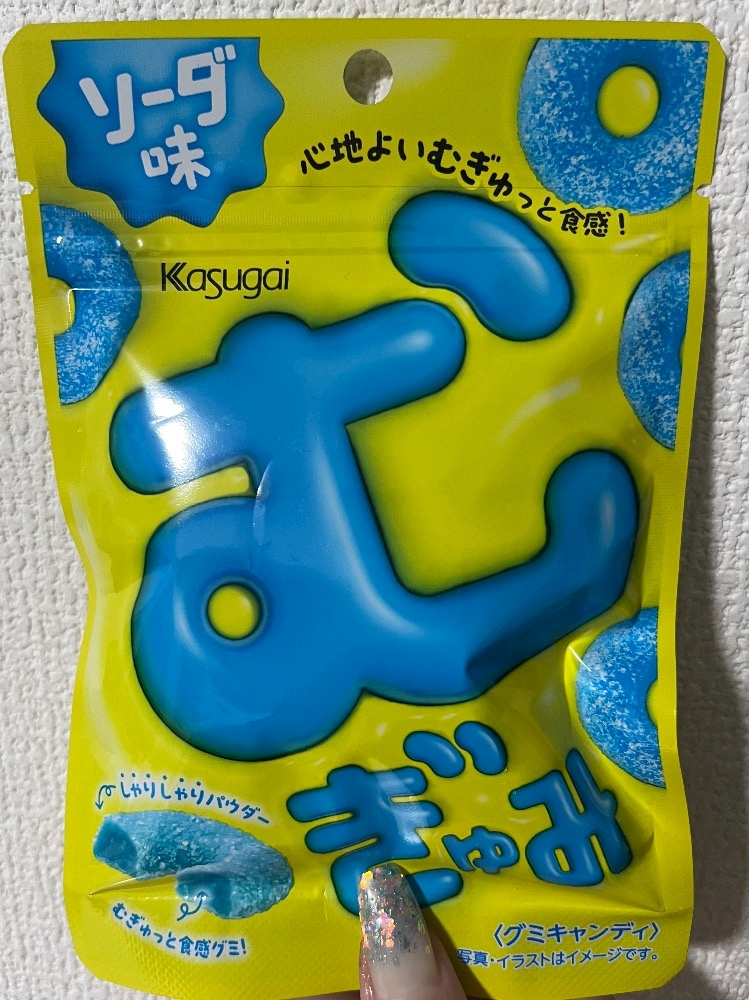 ソーダ
味
心地よいむぎゅっと食感!
Kasugai
む
ぎゅむ
しゃりしゃりパウダー
むぎゅっと食感グミ!
〈グミキャンディ〉
写真・イラストはイメージです。